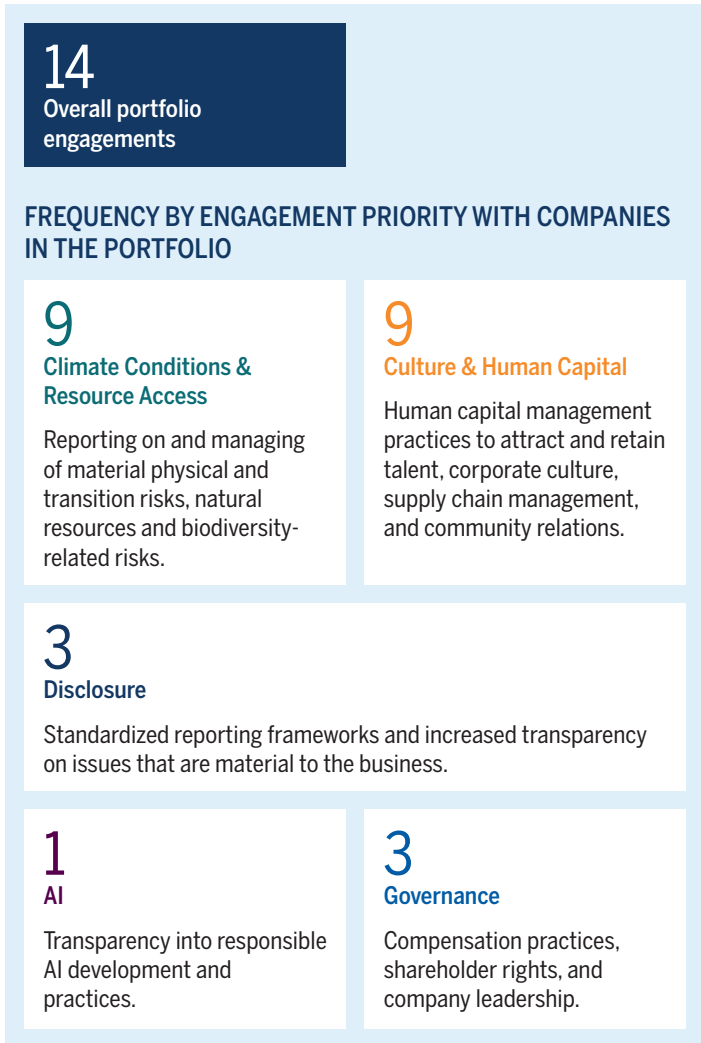 14
Overall portfolio
engagements
FREQUENCY BY ENGAGEMENT PRIORITY WITH COMPANIES
IN THE PORTFOLIO
9
Climate Conditions &
Resource Access
Reporting on and managing
of material physical and
transition risks, natural
resources and biodiversity-
related risks.
9
Culture & Human Capital
Human capital management
practices to attract and retain
talent, corporate culture,
supply chain management,
and community relations.
3
Disclosure
Standardized reporting frameworks and increased transparency
on issues that are material to the business.
1
AI
Transparency into responsible
AI development and
practices.
3
Governance
Compensation practices,
shareholder rights, and
company leadership.